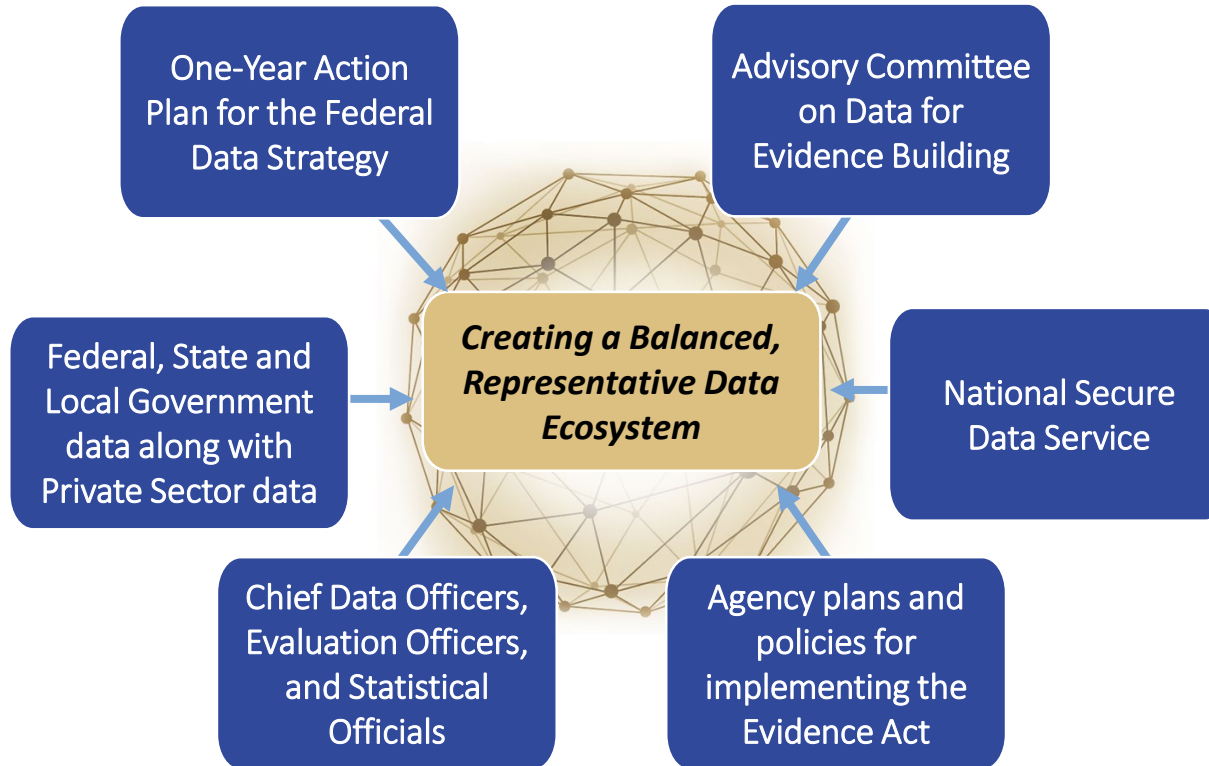 One-Year Action
Plan for the Federal
Data Strategy
Advisory Committee
on Data for
Evidence Building
Federal, State and
Local Government
data along with
Private Sector data
Creating a Balanced,
Representative Data
Ecosystem
National Secure
Data Service
Chief Data Officers,
Evaluation Officers,
and Statistical
Officials
Agency plans and
policies for
implementing the
Evidence Act